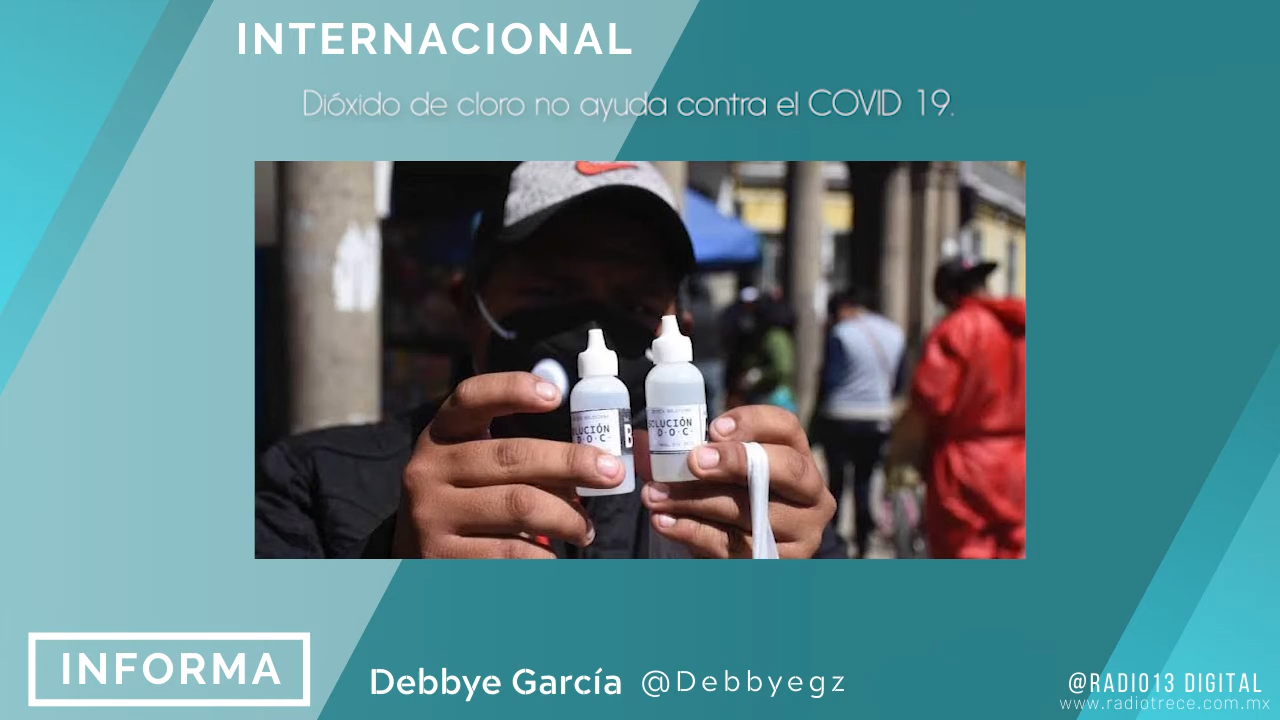 INTERNACIONAL
Dióxido de cloro no ayuda contra el COVID 19.
OLUCIÓN
D·O·C·
B
OLUCIÓN
D·O·C·
INFORMA
Debbye García @Debbyegz
@RADIO13 DIGITAL
www.radiotrece.com.mx